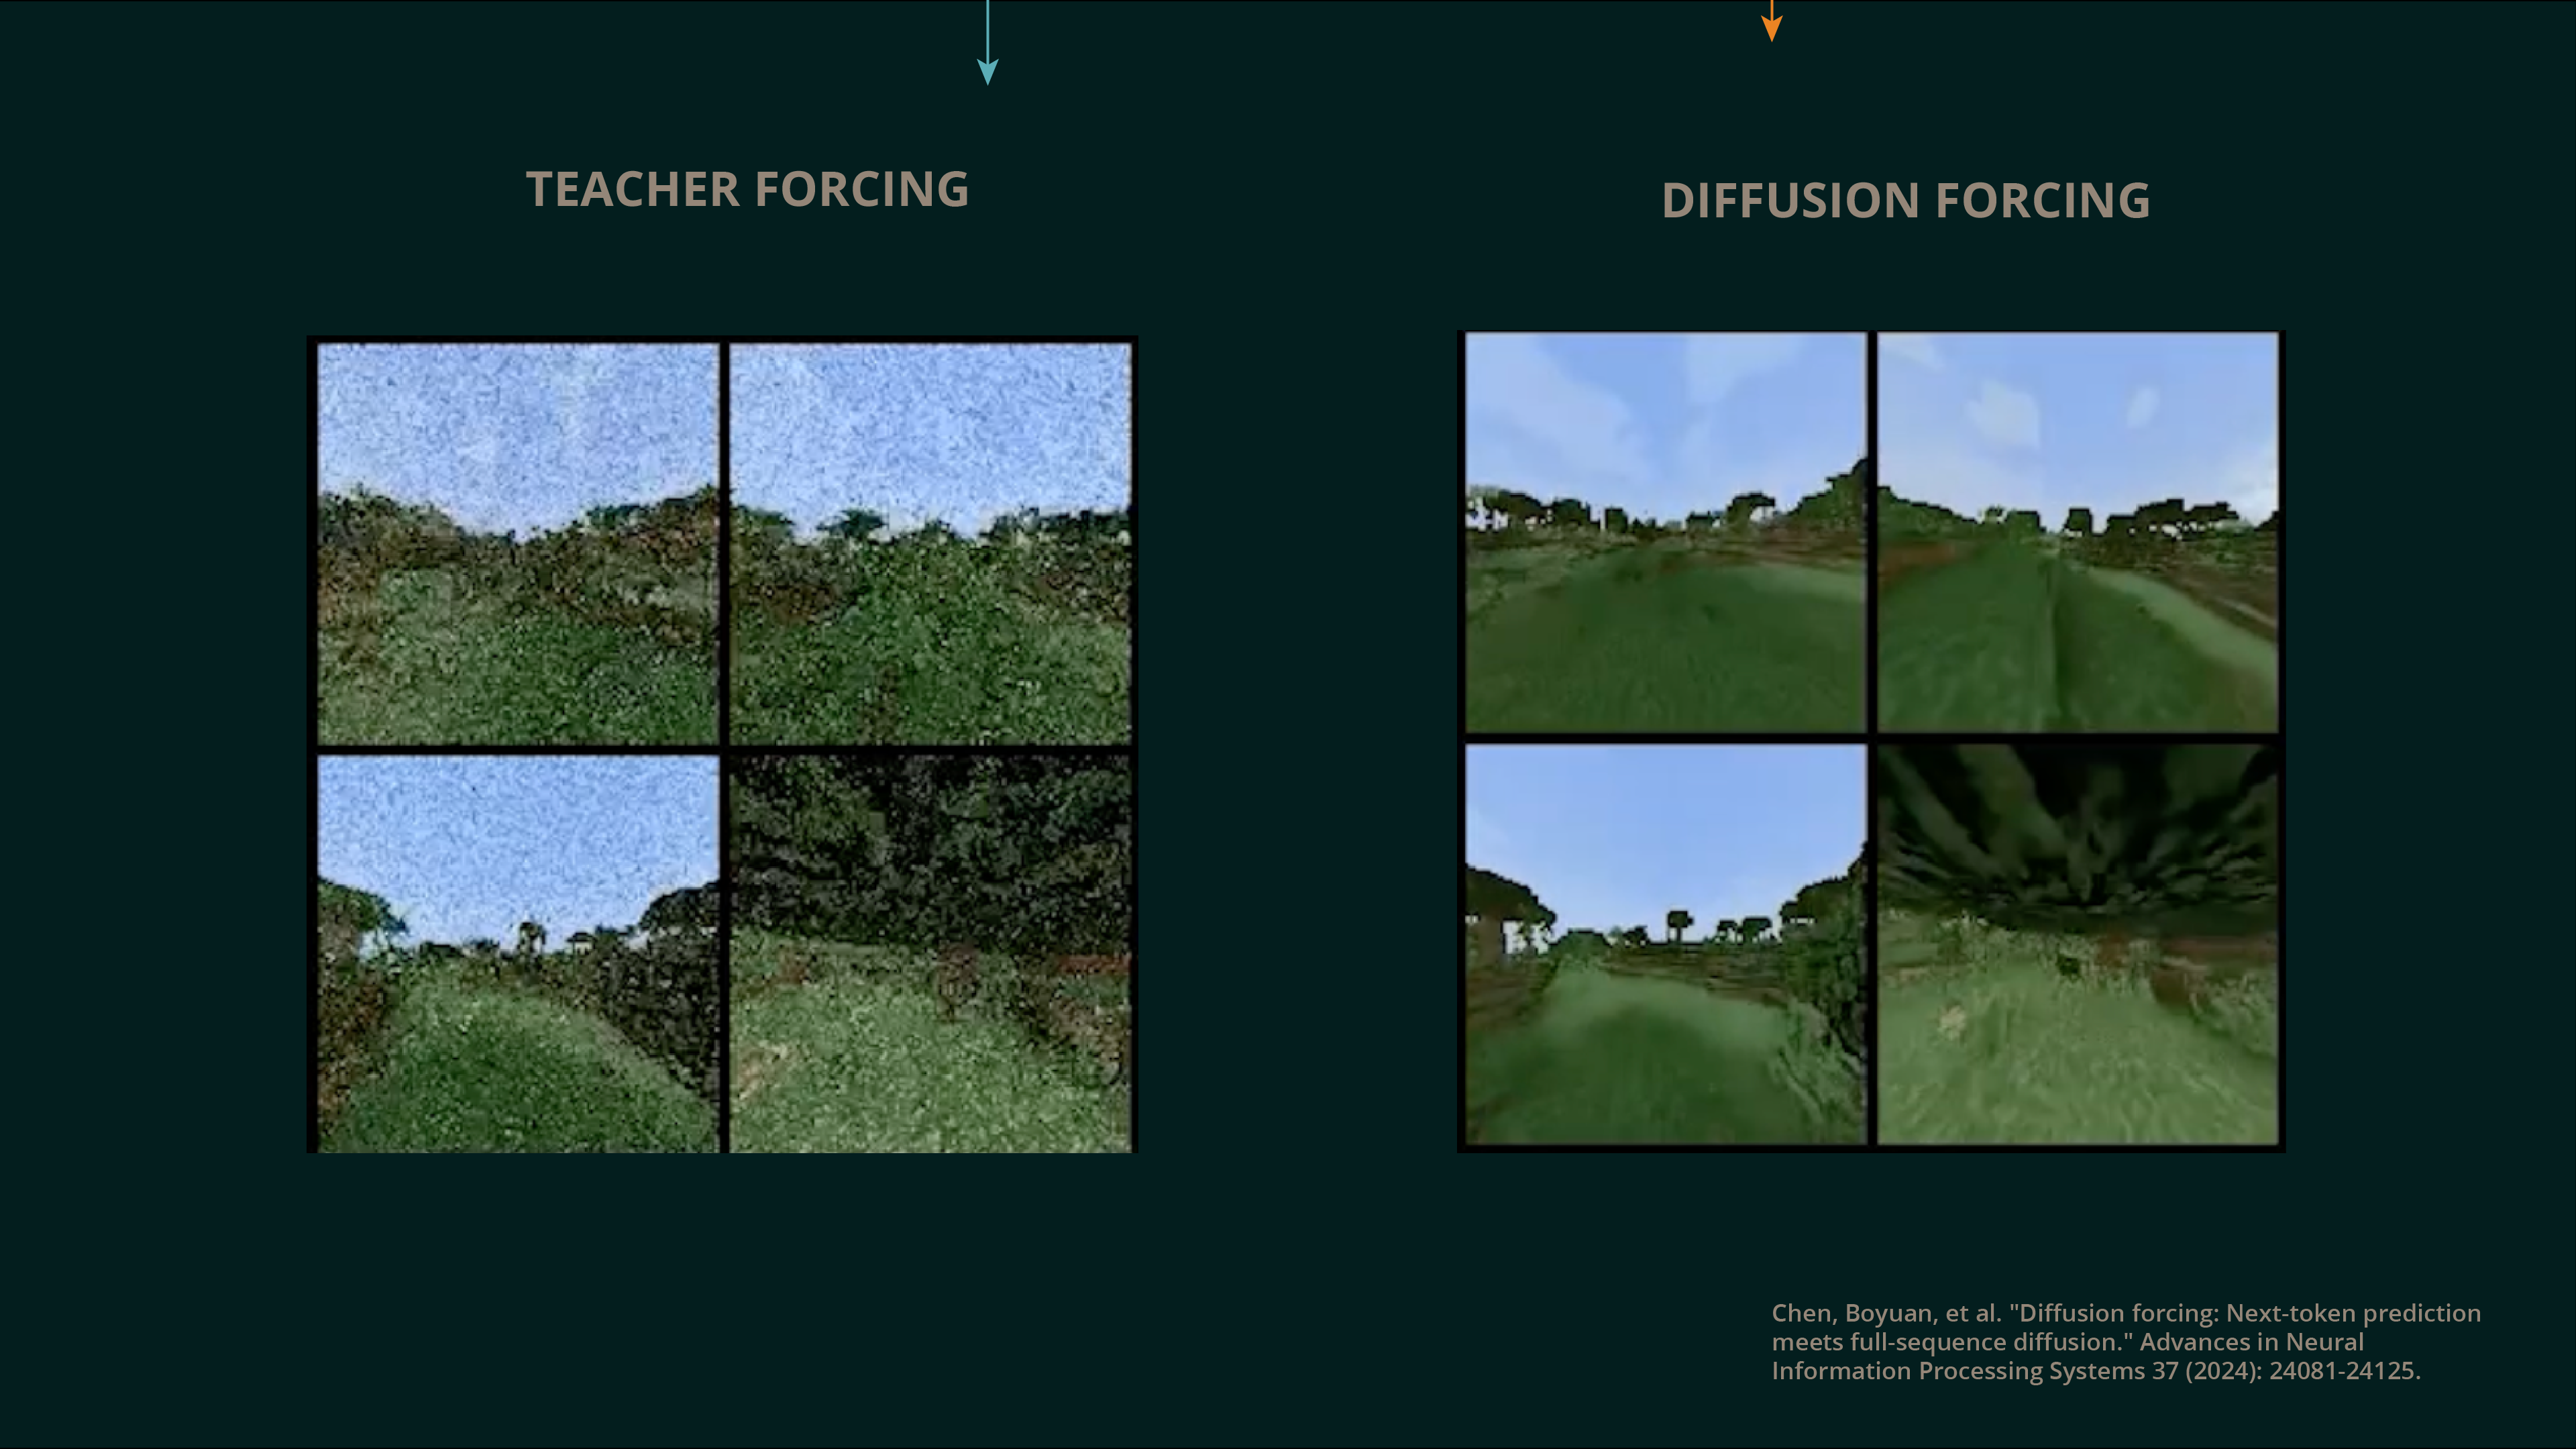 TEACHER FORCING
DIFFUSION FORCING
Chen, Boyuan, et al. "Diffusion forcing: Next-token prediction
meets full-sequence diffusion." Advances in Neural
Information Processing Systems 37 (2024): 24081-24125.